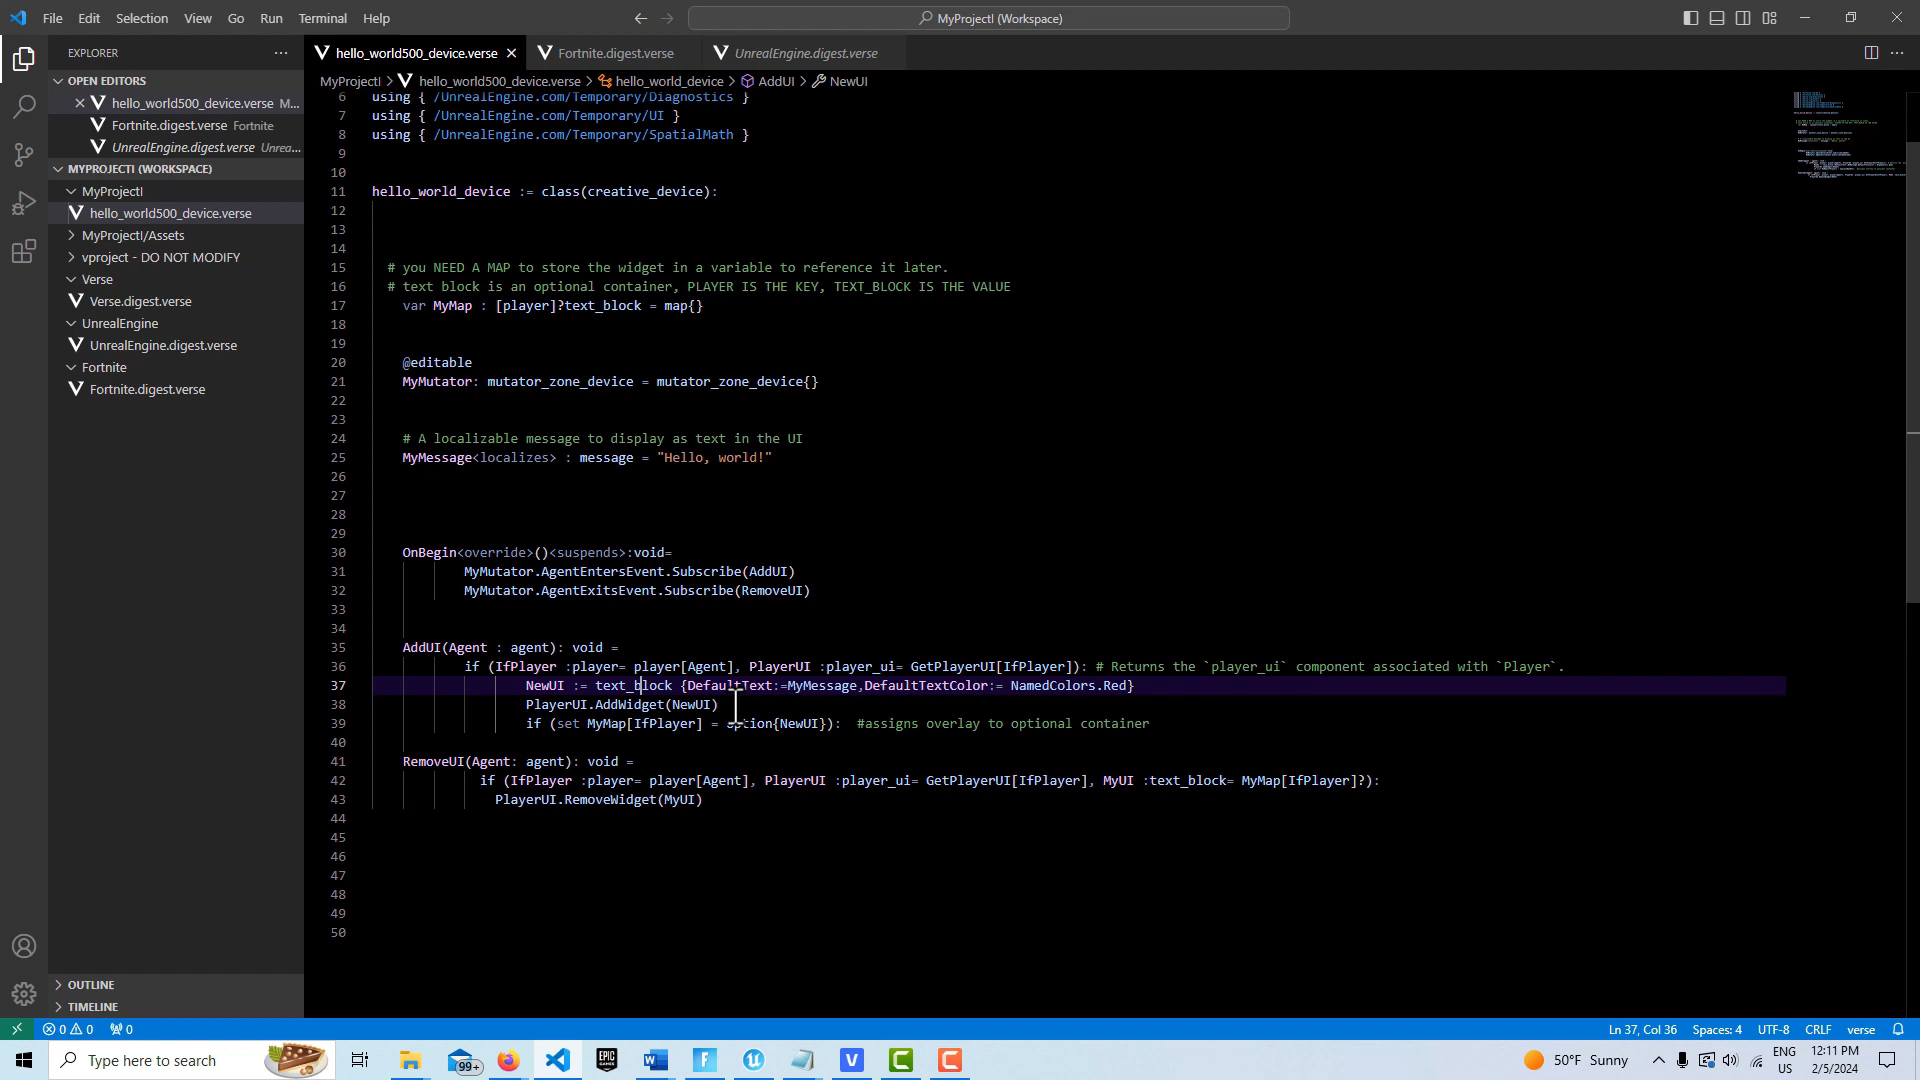 File Edit Selection View Go Run Terminal Help
MyProjectI (Workspace)
EXPLORER
OPEN EDITORS
hello_world500_device.verse M...
Fortnite.digest.verse Fortnite
UnrealEngine.digest.verse Unrea...
MYPROJECTI (WORKSPACE)
MyProjectI
hello_world500_device.verse
MyProjectI/Assets
vproject - DO NOT MODIFY
Verse
Verse.digest.verse
UnrealEngine
UnrealEngine.digest.verse
Fortnite
Fortnite.digest.verse
OUTLINE
TIMELINE
hello_world500_device.verse Fortnite.digest.verse UnrealEngine.digest.verse
MyProjectI > hello_world500_device.verse > hello_world_device > AddUI > NewUI
6 using { /UnrealEngine.com/Temporary/Diagnostics }
7 using { /UnrealEngine.com/Temporary/UI }
8 using { /UnrealEngine.com/Temporary/SpatialMath }
9
10
11 hello_world_device := class(creative_device):
12
13
14
15 # you NEED A MAP to store the widget in a variable to reference it later.
16 # text block is an optional container, PLAYER IS THE KEY, TEXT_BLOCK IS THE VALUE
17 var MyMap : [player]?text_block = map{}
18
19
20 @editable
21 MyMutator: mutator_zone_device = mutator_zone_device{}
22
23
24 # A localizable message to display as text in the UI
25 MyMessage<localizes> : message = "Hello, world!"
26
27
28
29
30 OnBegin<override>()<suspends>:void=
31 MyMutator.AgentEntersEvent.Subscribe(AddUI)
32 MyMutator.AgentExitsEvent.Subscribe(RemoveUI)
33
34
35 AddUI(Agent : agent): void =
36 if (IfPlayer :player= player[Agent], PlayerUI :player_ui= GetPlayerUI[IfPlayer]): # Returns the `player_ui` component associated with `Player`.
37 NewUI := text_block {DefaultText:=MyMessage,DefaultTextColor:= NamedColors.Red}
38 PlayerUI.AddWidget(NewUI)
39 if (set MyMap[IfPlayer] = option{NewUI}): #assigns overlay to optional container
40
41 RemoveUI(Agent: agent): void =
42 if (IfPlayer :player= player[Agent], PlayerUI :player_ui= GetPlayerUI[IfPlayer], MyUI :text_block= MyMap[IfPlayer]?):
43 PlayerUI.RemoveWidget(MyUI)
44
45
46
47
48
49
50
0 0 0 Ln 37, Col 36 Spaces: 4 UTF-8 CRLF verse
Type here to search 99+ EPIC GAMES 50°F Sunny ENG US 12:11 PM 2/5/2024